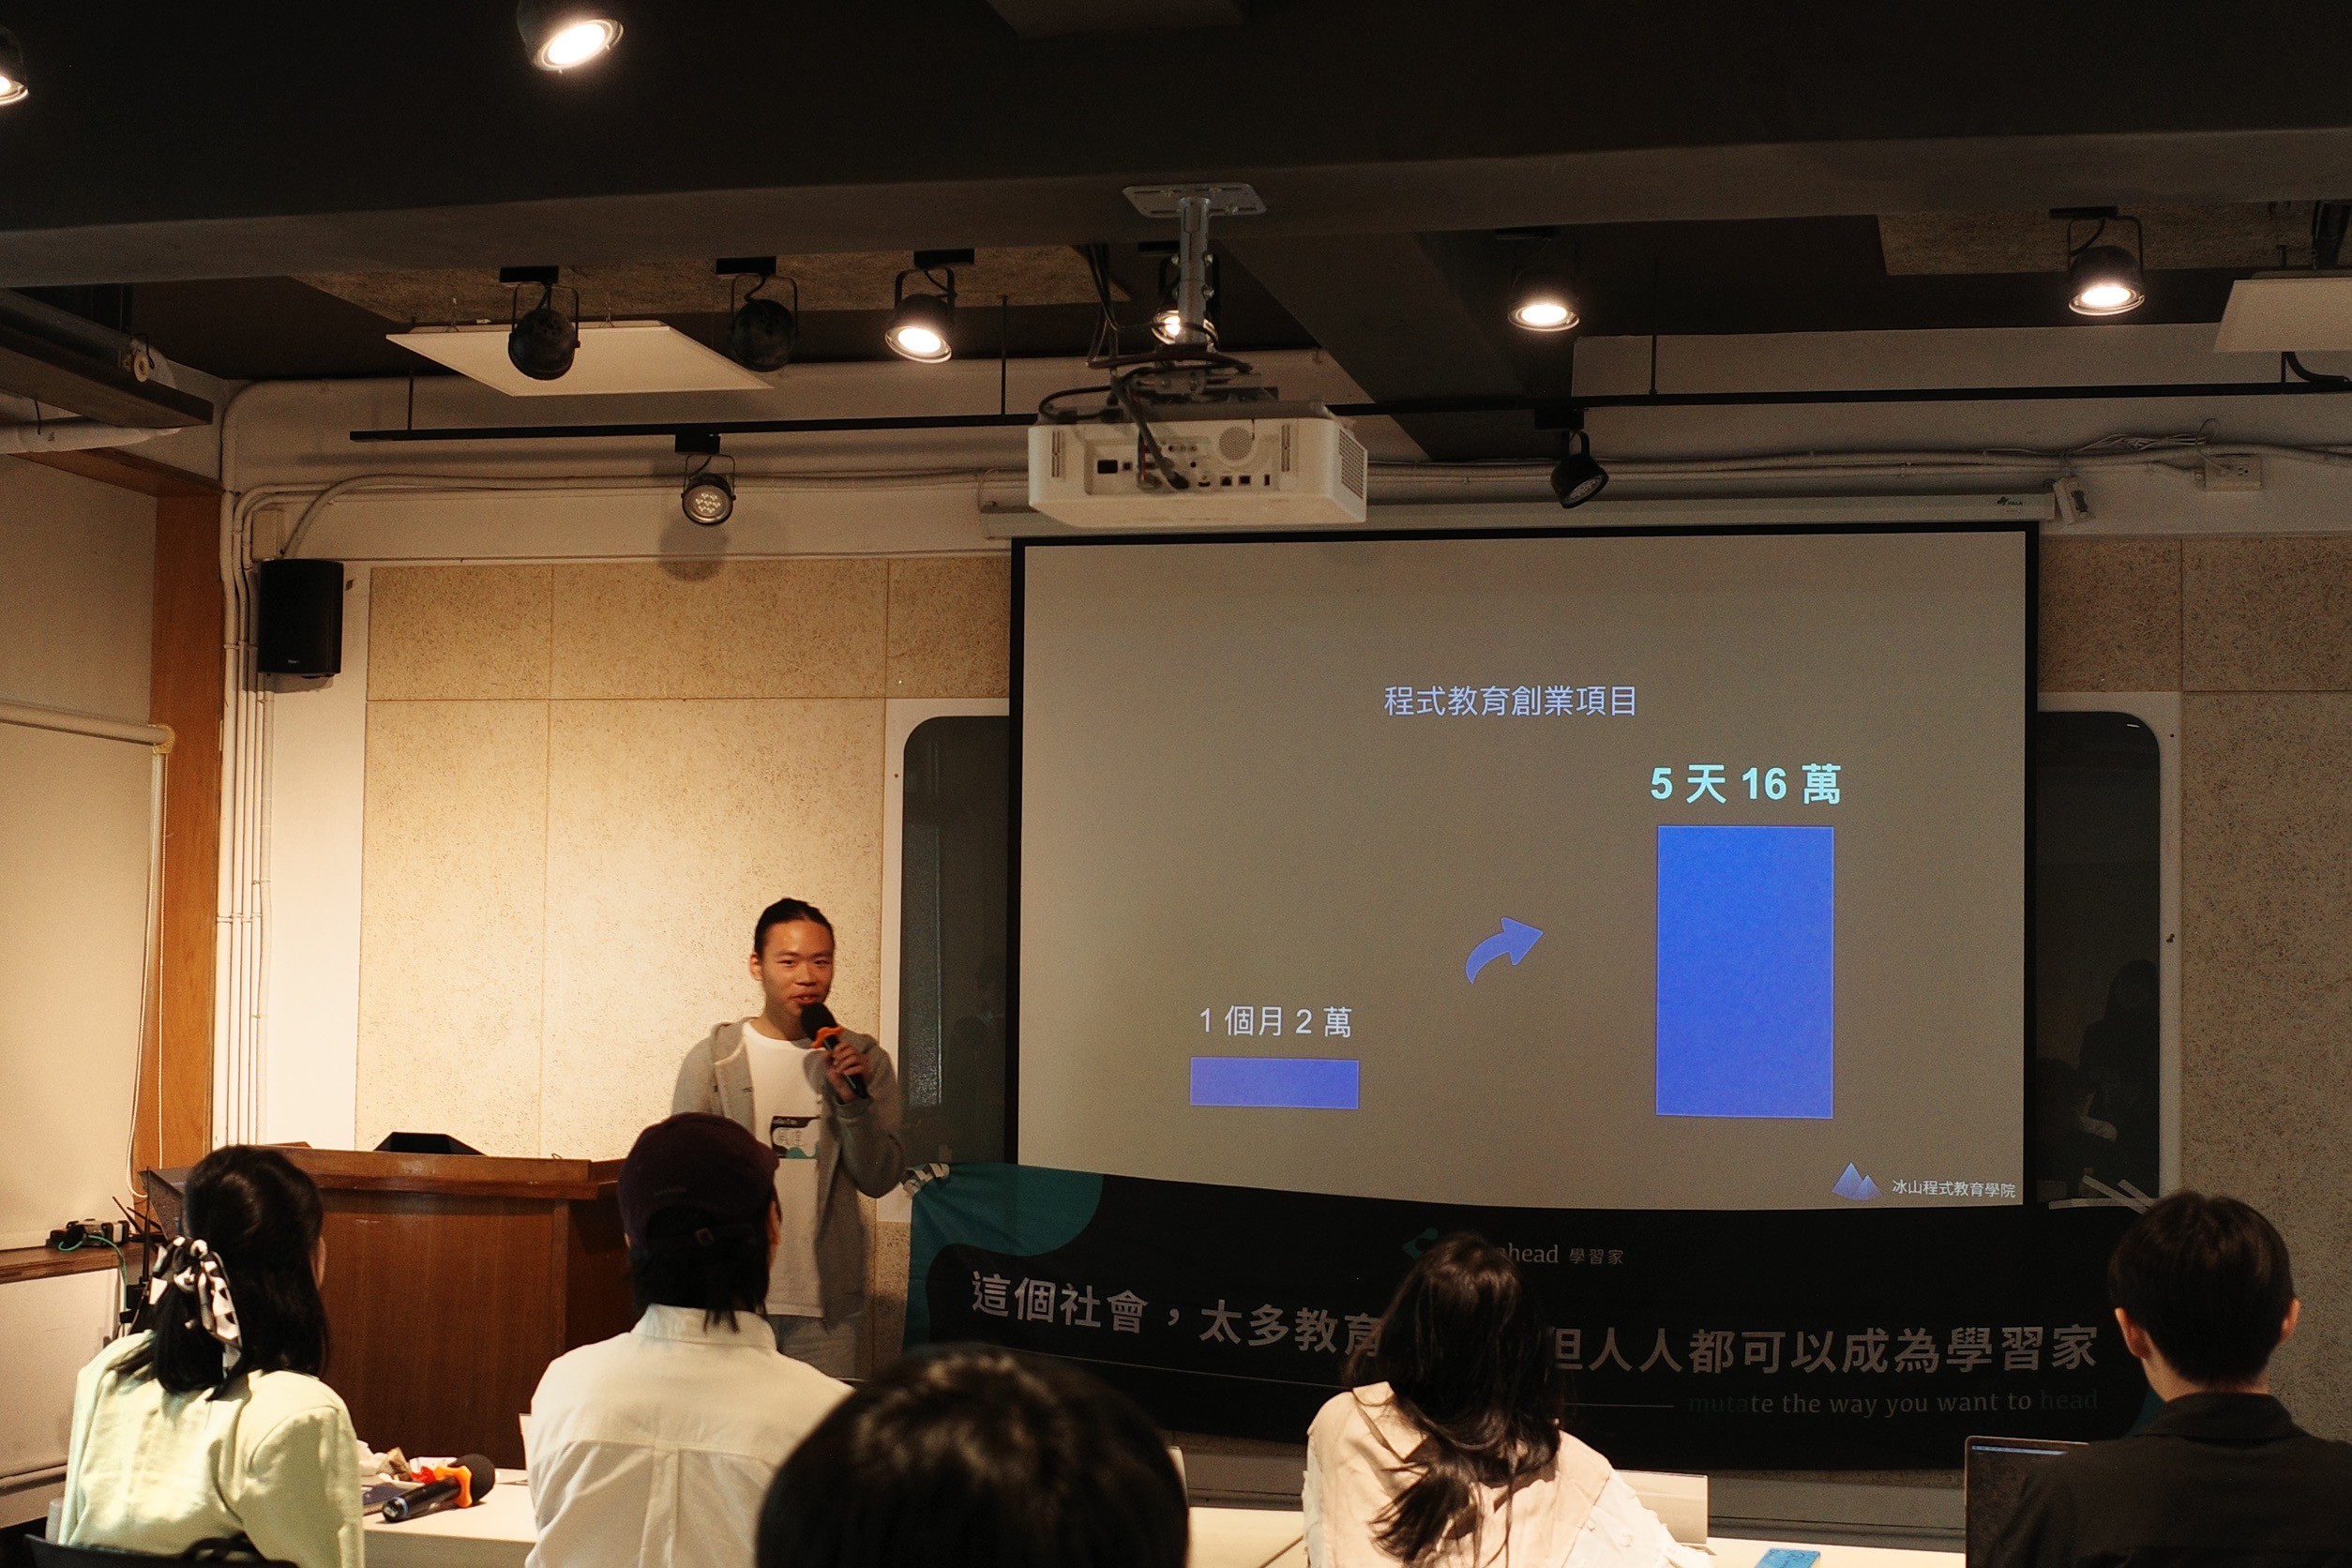 程式教育創業項目
5 天 16 萬
1 個月 2 萬
冰山程式教育學院
ahead 學習家
這個社會，太多教育 但人人都可以成為學習家
mutate the way you want to head